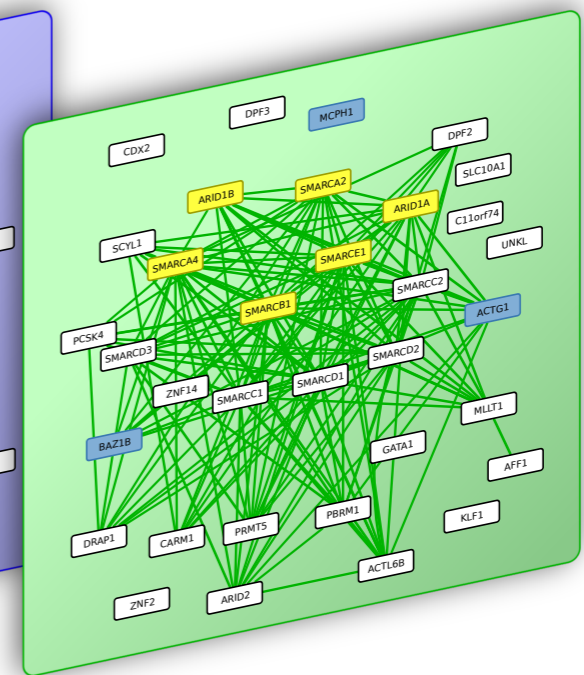 DPF3
MCPH1
CDX2
DPF2
SLC10A1
SMARCA2
ARID1B
ARID1A
C11orf74
UNKL
SCYL1
SMARCE1
SMARCA4
SMARCC2
SMARCB1
ACTG1
PCSK4
SMARCD3
SMARCD2
SMARCD1
ZNF14
SMARCC1
MLLT1
BAZ1B
GATA1
AFF1
PBRM1
KLF1
PRMT5
DRAP1
CARM1
ACTL6B
ARID2
ZNF2